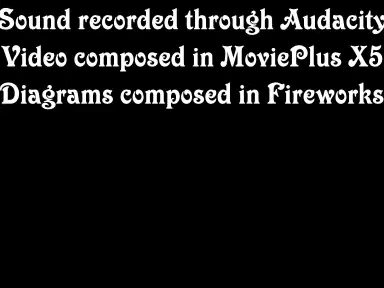 Sound recorded through Audacity
Video composed in MoviePlus X5
Diagrams composed in Fireworks